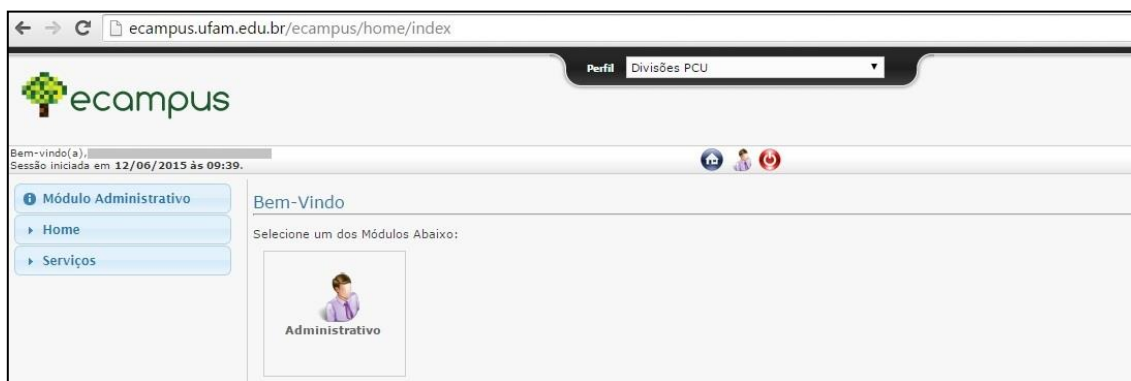 ecampus.ufam.edu.br/ecampus/home/index
Perfil Divisões PCU
ecampus
Bem-vindo(a),
Sessão iniciada em 12/06/2015 às 09:39.
Módulo Administrativo
Home
Serviços
Bem-Vindo
Selecione um dos Módulos Abaixo:
Administrativo